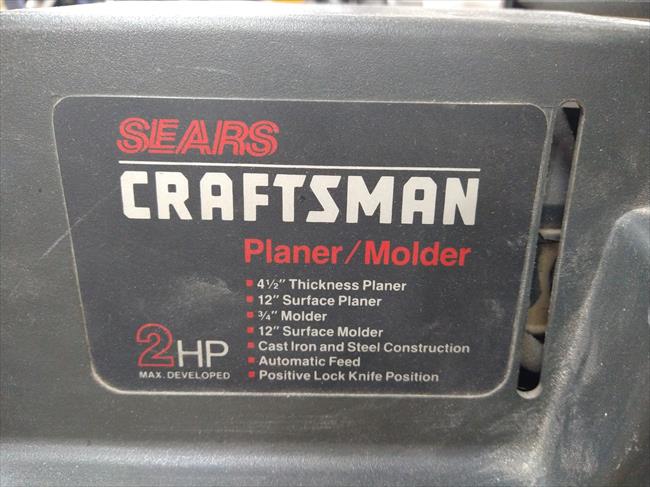 SEARS
CRAFTSMAN
Planer/Molder
▪ 4½" Thickness Planer
▪ 12" Surface Planer
▪ ¾" Molder
▪ 12" Surface Molder
▪ Cast Iron and Steel Construction
▪ Automatic Feed
▪ Positive Lock Knife Position
2HP
MAX. DEVELOPED